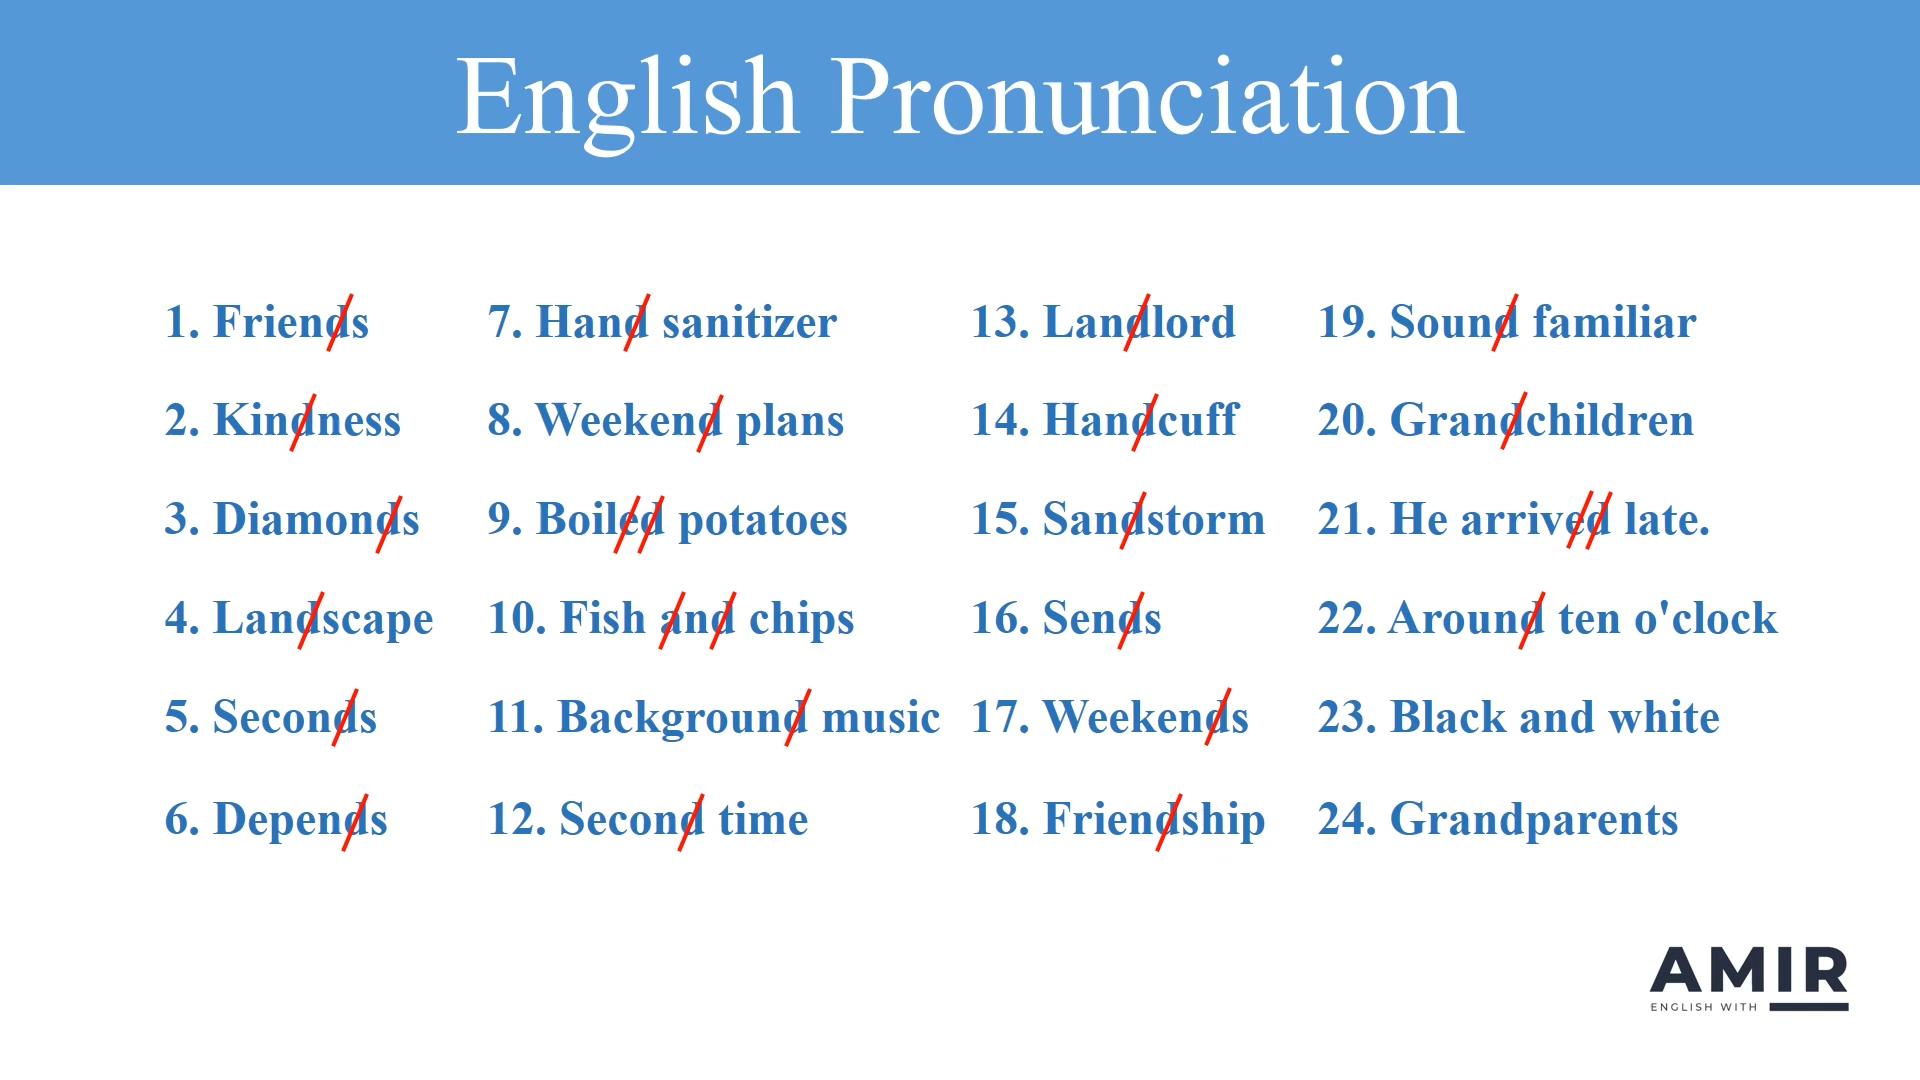 English Pronunciation
1. Friends
2. Kindness
3. Diamonds
4. Landscape
5. Seconds
6. Depends
7. Hand sanitizer
8. Weekend plans
9. Boiled potatoes
10. Fish and chips
11. Background music
12. Second time
13. Landlord
14. Handcuff
15. Sandstorm
16. Sends
17. Weekends
18. Friendship
19. Sound familiar
20. Grandchildren
21. He arrived late.
22. Around ten o'clock
23. Black and white
24. Grandparents
AMIR
ENGLISH WITH